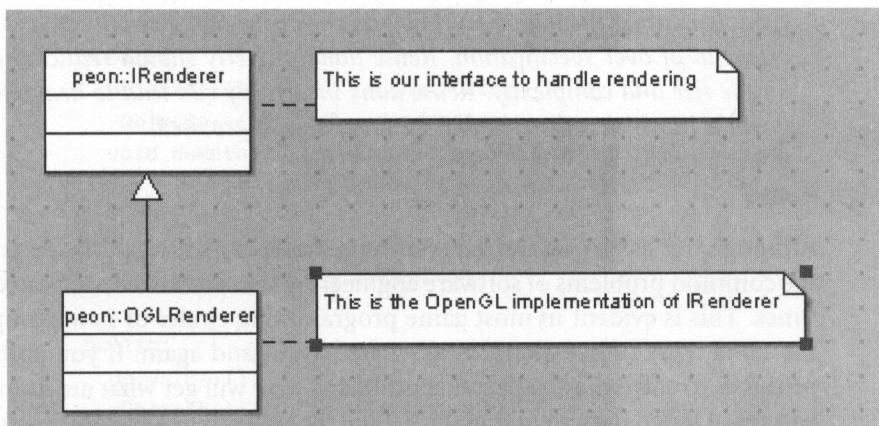 peon::IRenderer
This is our interface to handle rendering
peon::OGLRenderer
This is the OpenGL implementation of IRenderer